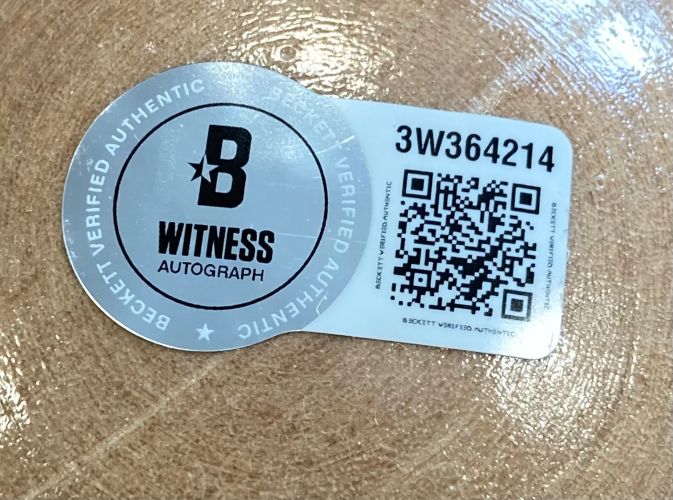 BECKETT VERIFIED AUTHENTIC
BECKETT VERIFIED AUTHENTIC
B
WITNESS
AUTOGRAPH
3W364214
BECKETT VERIFIED AUTHENTIC
BECKETT VERIFIED AUTHENTIC
BECKETT VERIFIED AUTHENTIC